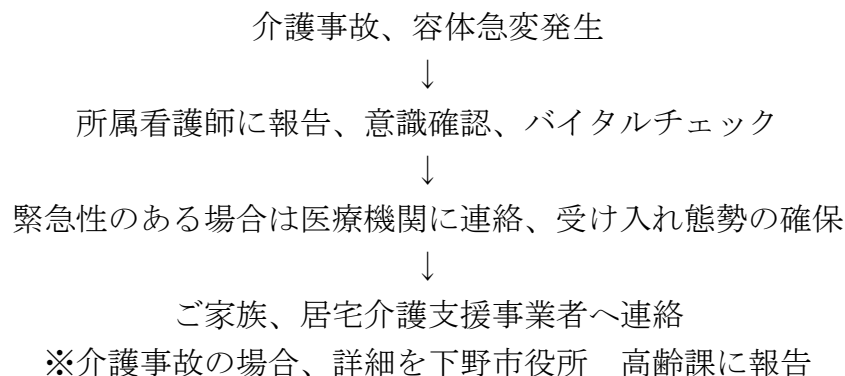 介護事故、容体急変発生
↓
所属看護師に報告、意識確認、バイタルチェック
↓
緊急性のある場合は医療機関に連絡、受け入れ態勢の確保
↓
ご家族、居宅介護支援事業者へ連絡
※介護事故の場合、詳細を下野市役所　高齢課に報告